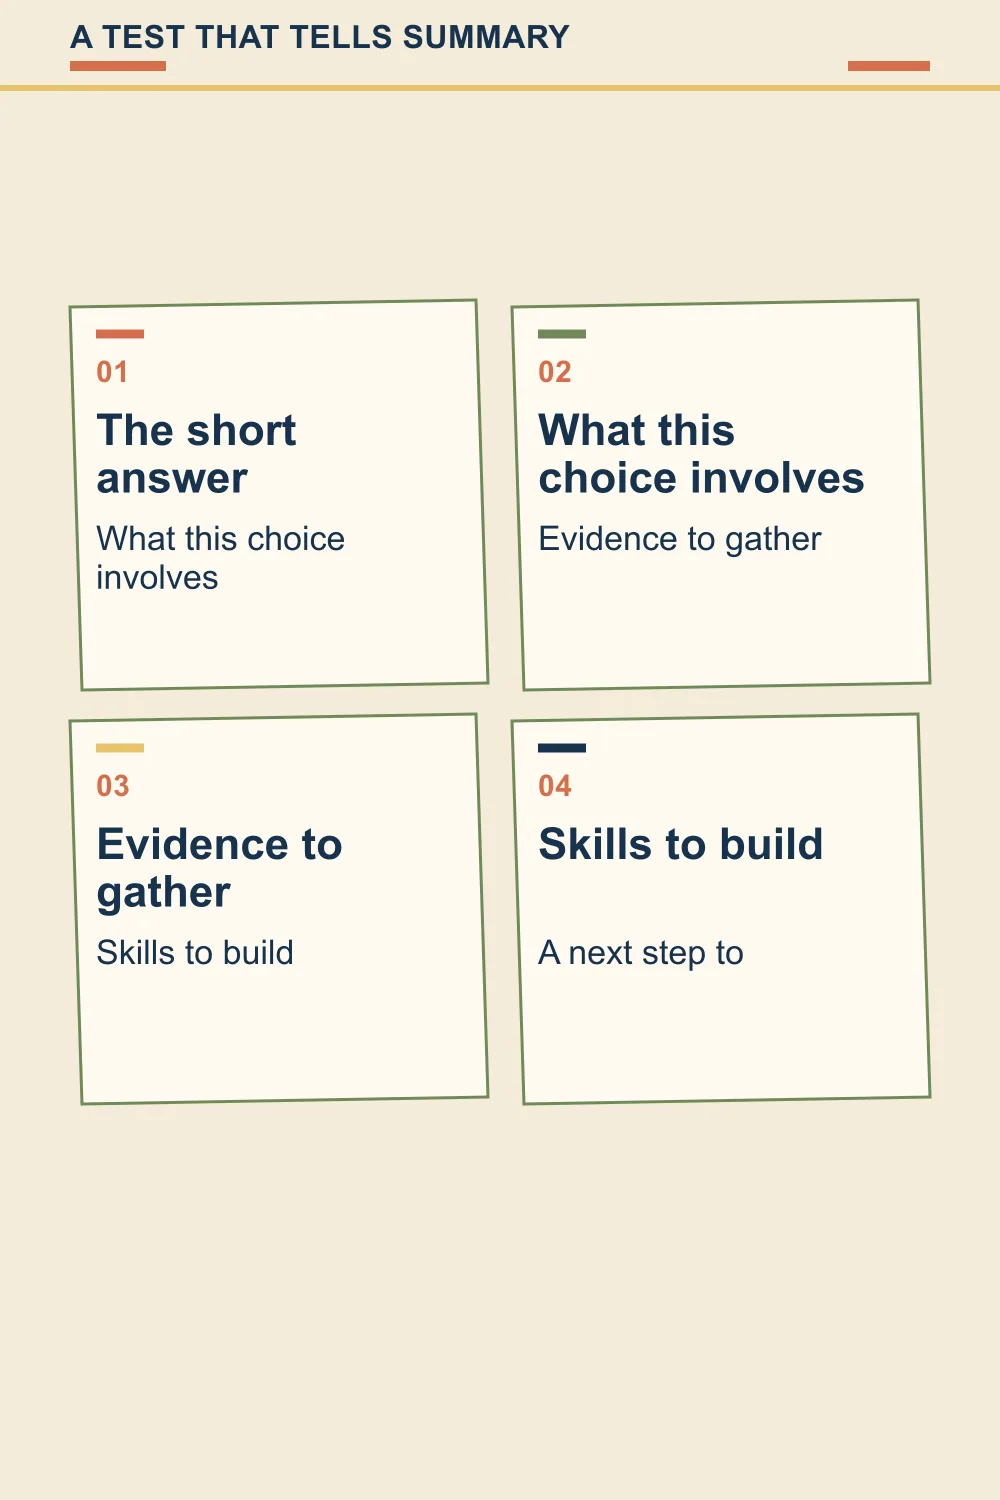 A TEST THAT TELLS SUMMARY
01
The short
answer
What this choice
involves
02
What this
choice involves
Evidence to gather
03
Evidence to
gather
Skills to build
04
Skills to build
A next step to